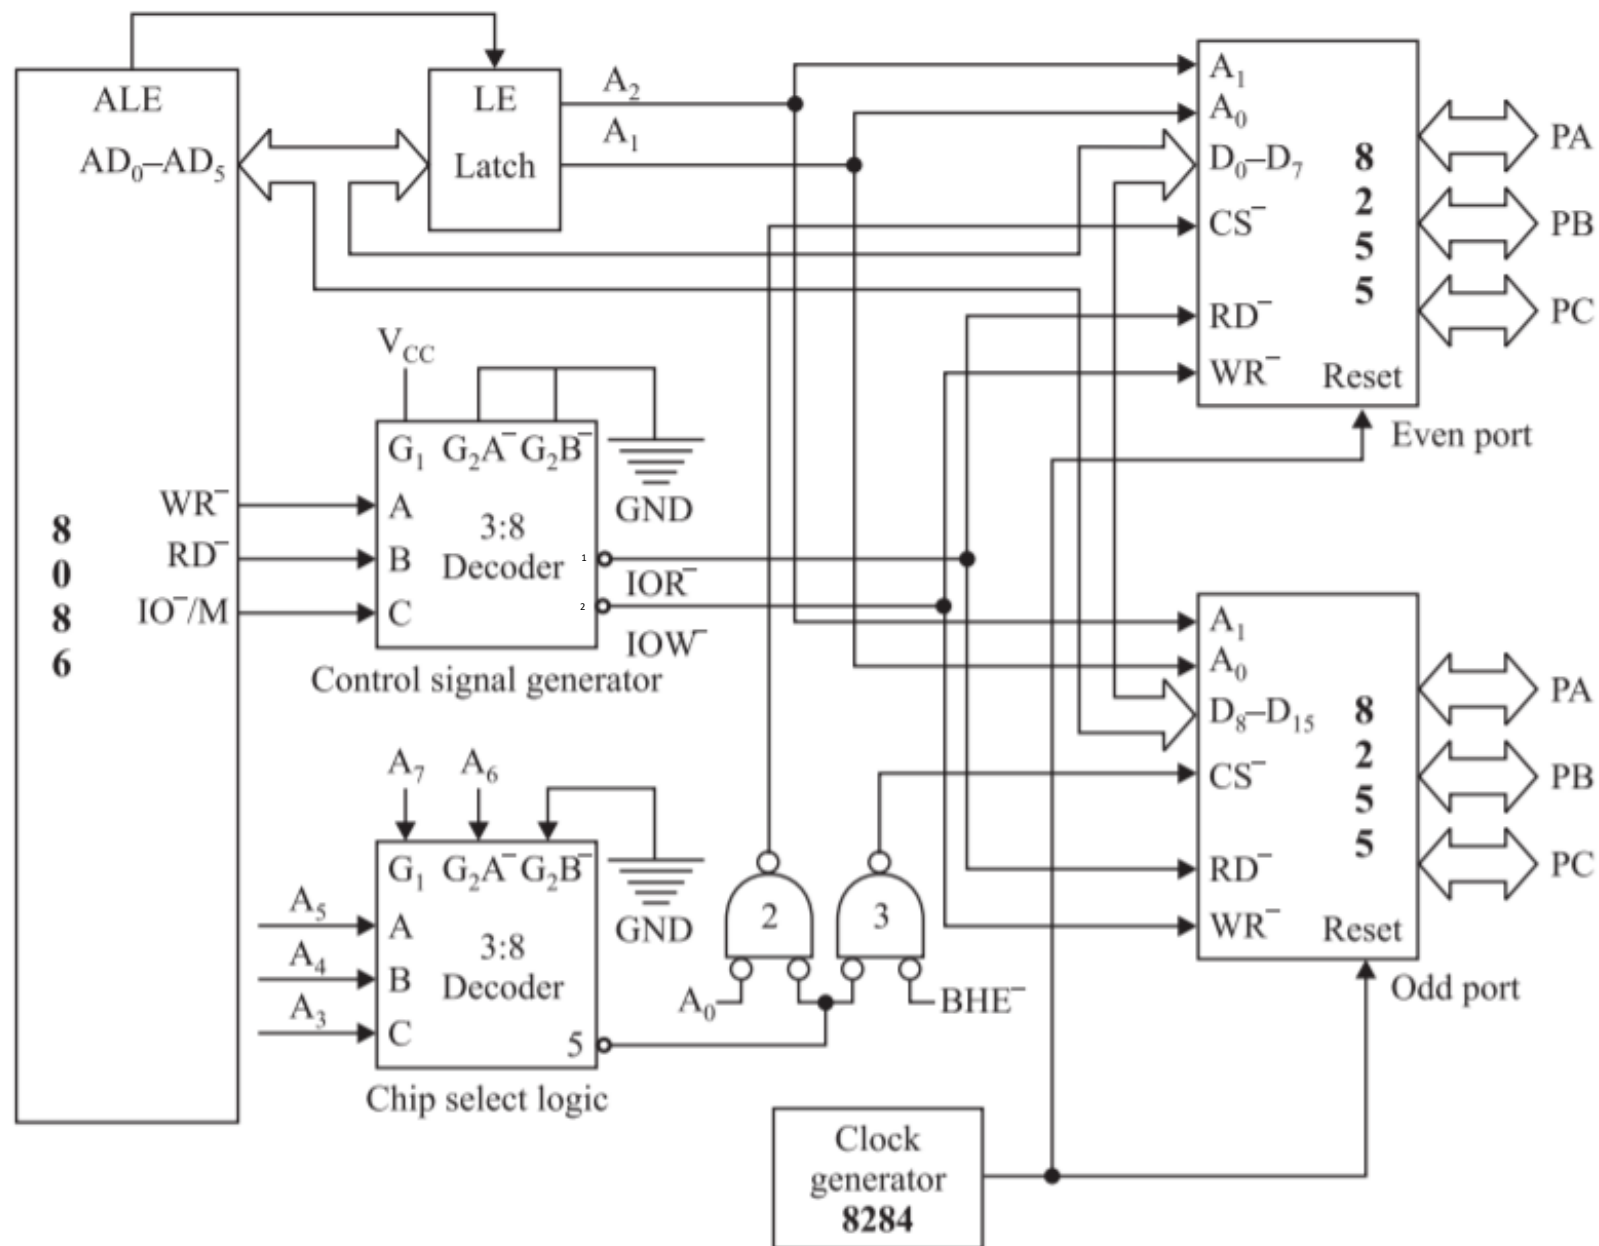 ALE
AD₀–AD₅
8
0
8
6
WR⁻
RD⁻
IO⁻/M
LE
Latch
A₂
A₁
V_CC
G₁ G₂A⁻ G₂B⁻
A
B
C
3:8
Decoder
1
2
GND
IOR⁻
IOW⁻
Control signal generator
A₇ A₆
G₁ G₂A⁻ G₂B⁻
A₅
A₄
A₃
A
B
C
3:8
Decoder
5
GND
Chip select logic
2
3
A₀
BHE⁻
Clock
generator
8284
A₁
A₀
D₀–D₇
CS⁻
RD⁻
WR⁻
8
2
5
5
Reset
PA
PB
PC
Even port
A₁
A₀
D₈–D₁₅
CS⁻
RD⁻
WR⁻
8
2
5
5
Reset
PA
PB
PC
Odd port